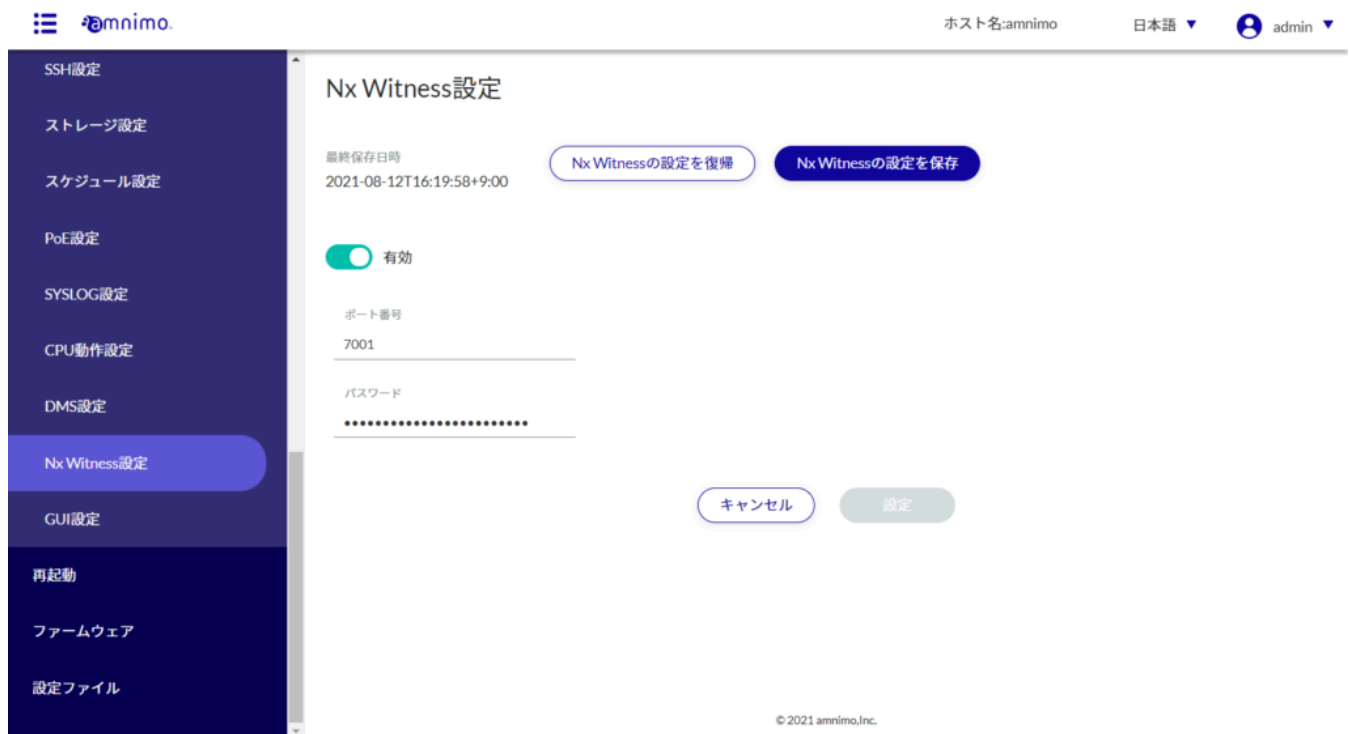 amnimo.
ホスト名:amnimo
日本語 ▼
admin ▼
SSH設定
ストレージ設定
スケジュール設定
PoE設定
SYSLOG設定
CPU動作設定
DMS設定
Nx Witness設定
GUI設定
再起動
ファームウェア
設定ファイル
Nx Witness設定
最終保存日時
2021-08-12T16:19:58+9:00
Nx Witnessの設定を復帰
Nx Witnessの設定を保存
有効
ポート番号
7001
パスワード
••••••••••••••••••••••••
キャンセル
設定
© 2021 amnimo,Inc.